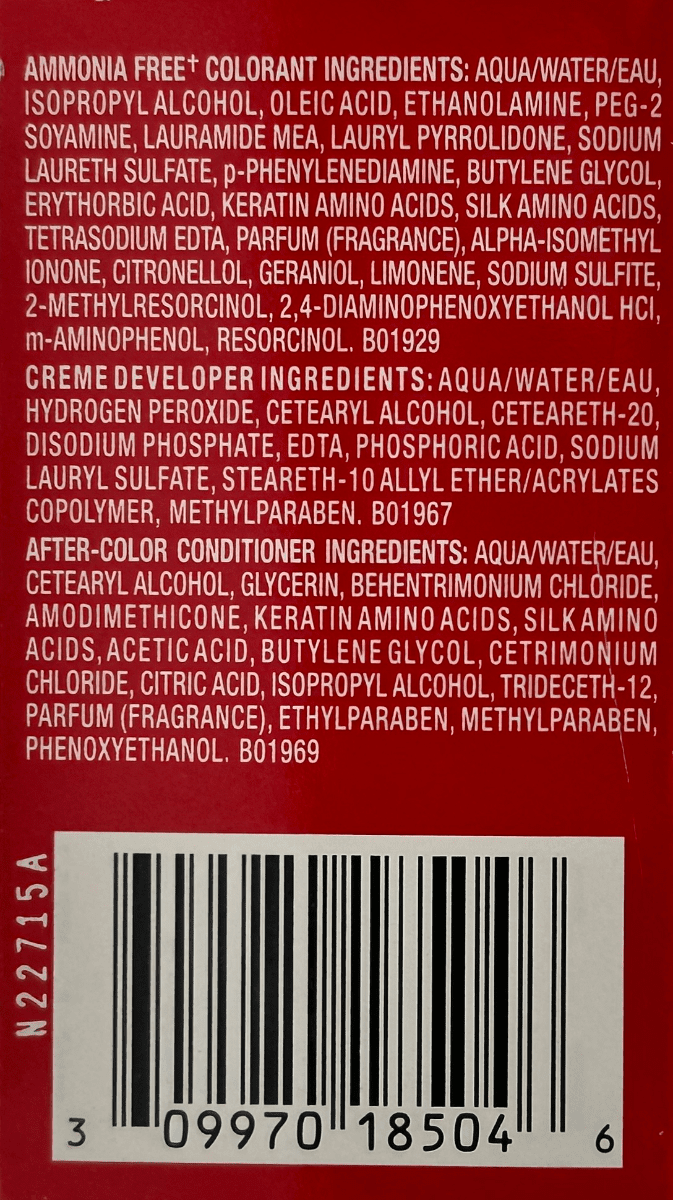 AMMONIA FREE† COLORANT INGREDIENTS: AQUA/WATER/EAU,
ISOPROPYL ALCOHOL, OLEIC ACID, ETHANOLAMINE, PEG-2
SOYAMINE, LAURAMIDE MEA, LAURYL PYRROLIDONE, SODIUM
LAURETH SULFATE, p-PHENYLENEDIAMINE, BUTYLENE GLYCOL,
ERYTHORBIC ACID, KERATIN AMINO ACIDS, SILK AMINO ACIDS,
TETRASODIUM EDTA, PARFUM (FRAGRANCE), ALPHA-ISOMETHYL
IONONE, CITRONELLOL, GERANIOL, LIMONENE, SODIUM SULFITE,
2-METHYLRESORCINOL, 2,4-DIAMINOPHENOXYETHANOL HCl,
m-AMINOPHENOL, RESORCINOL. B01929
CREME DEVELOPER INGREDIENTS: AQUA/WATER/EAU,
HYDROGEN PEROXIDE, CETEARYL ALCOHOL, CETEARETH-20,
DISODIUM PHOSPHATE, EDTA, PHOSPHORIC ACID, SODIUM
LAURYL SULFATE, STEARETH-10 ALLYL ETHER/ACRYLATES
COPOLYMER, METHYLPARABEN. B01967
AFTER-COLOR CONDITIONER INGREDIENTS: AQUA/WATER/EAU,
CETEARYL ALCOHOL, GLYCERIN, BEHENTRIMONIUM CHLORIDE,
AMODIMETHICONE, KERATIN AMINO ACIDS, SILK AMINO
ACIDS, ACETIC ACID, BUTYLENE GLYCOL, CETRIMONIUM
CHLORIDE, CITRIC ACID, ISOPROPYL ALCOHOL, TRIDECETH-12,
PARFUM (FRAGRANCE), ETHYLPARABEN, METHYLPARABEN,
PHENOXYETHANOL. B01969
N22715A
3 09970 18504 6